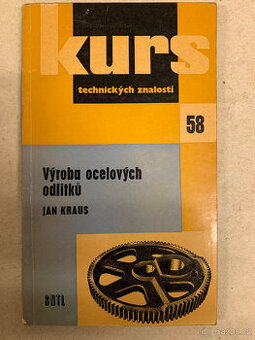 kurs
technických znalostí
58
Výroba ocelových
odlitků
JAN KRAUS
SNTL